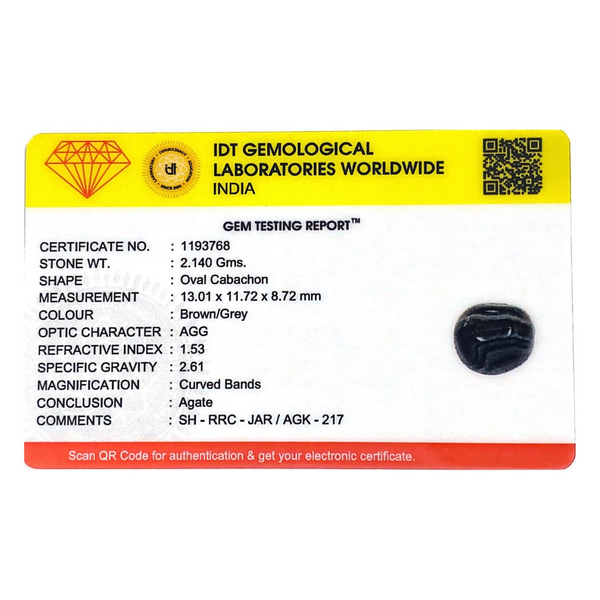 IDT GEMOLOGICAL
LABORATORIES WORLDWIDE
INDIA
idt
GEM TESTING REPORT™
CERTIFICATE NO. : 1193768
STONE WT. : 2.140 Gms.
SHAPE : Oval Cabachon
MEASUREMENT : 13.01 x 11.72 x 8.72 mm
COLOUR : Brown/Grey
OPTIC CHARACTER : AGG
REFRACTIVE INDEX : 1.53
SPECIFIC GRAVITY : 2.61
MAGNIFICATION : Curved Bands
CONCLUSION : Agate
COMMENTS : SH - RRC - JAR / AGK - 217
Scan QR Code for authentication & get your electronic certificate.